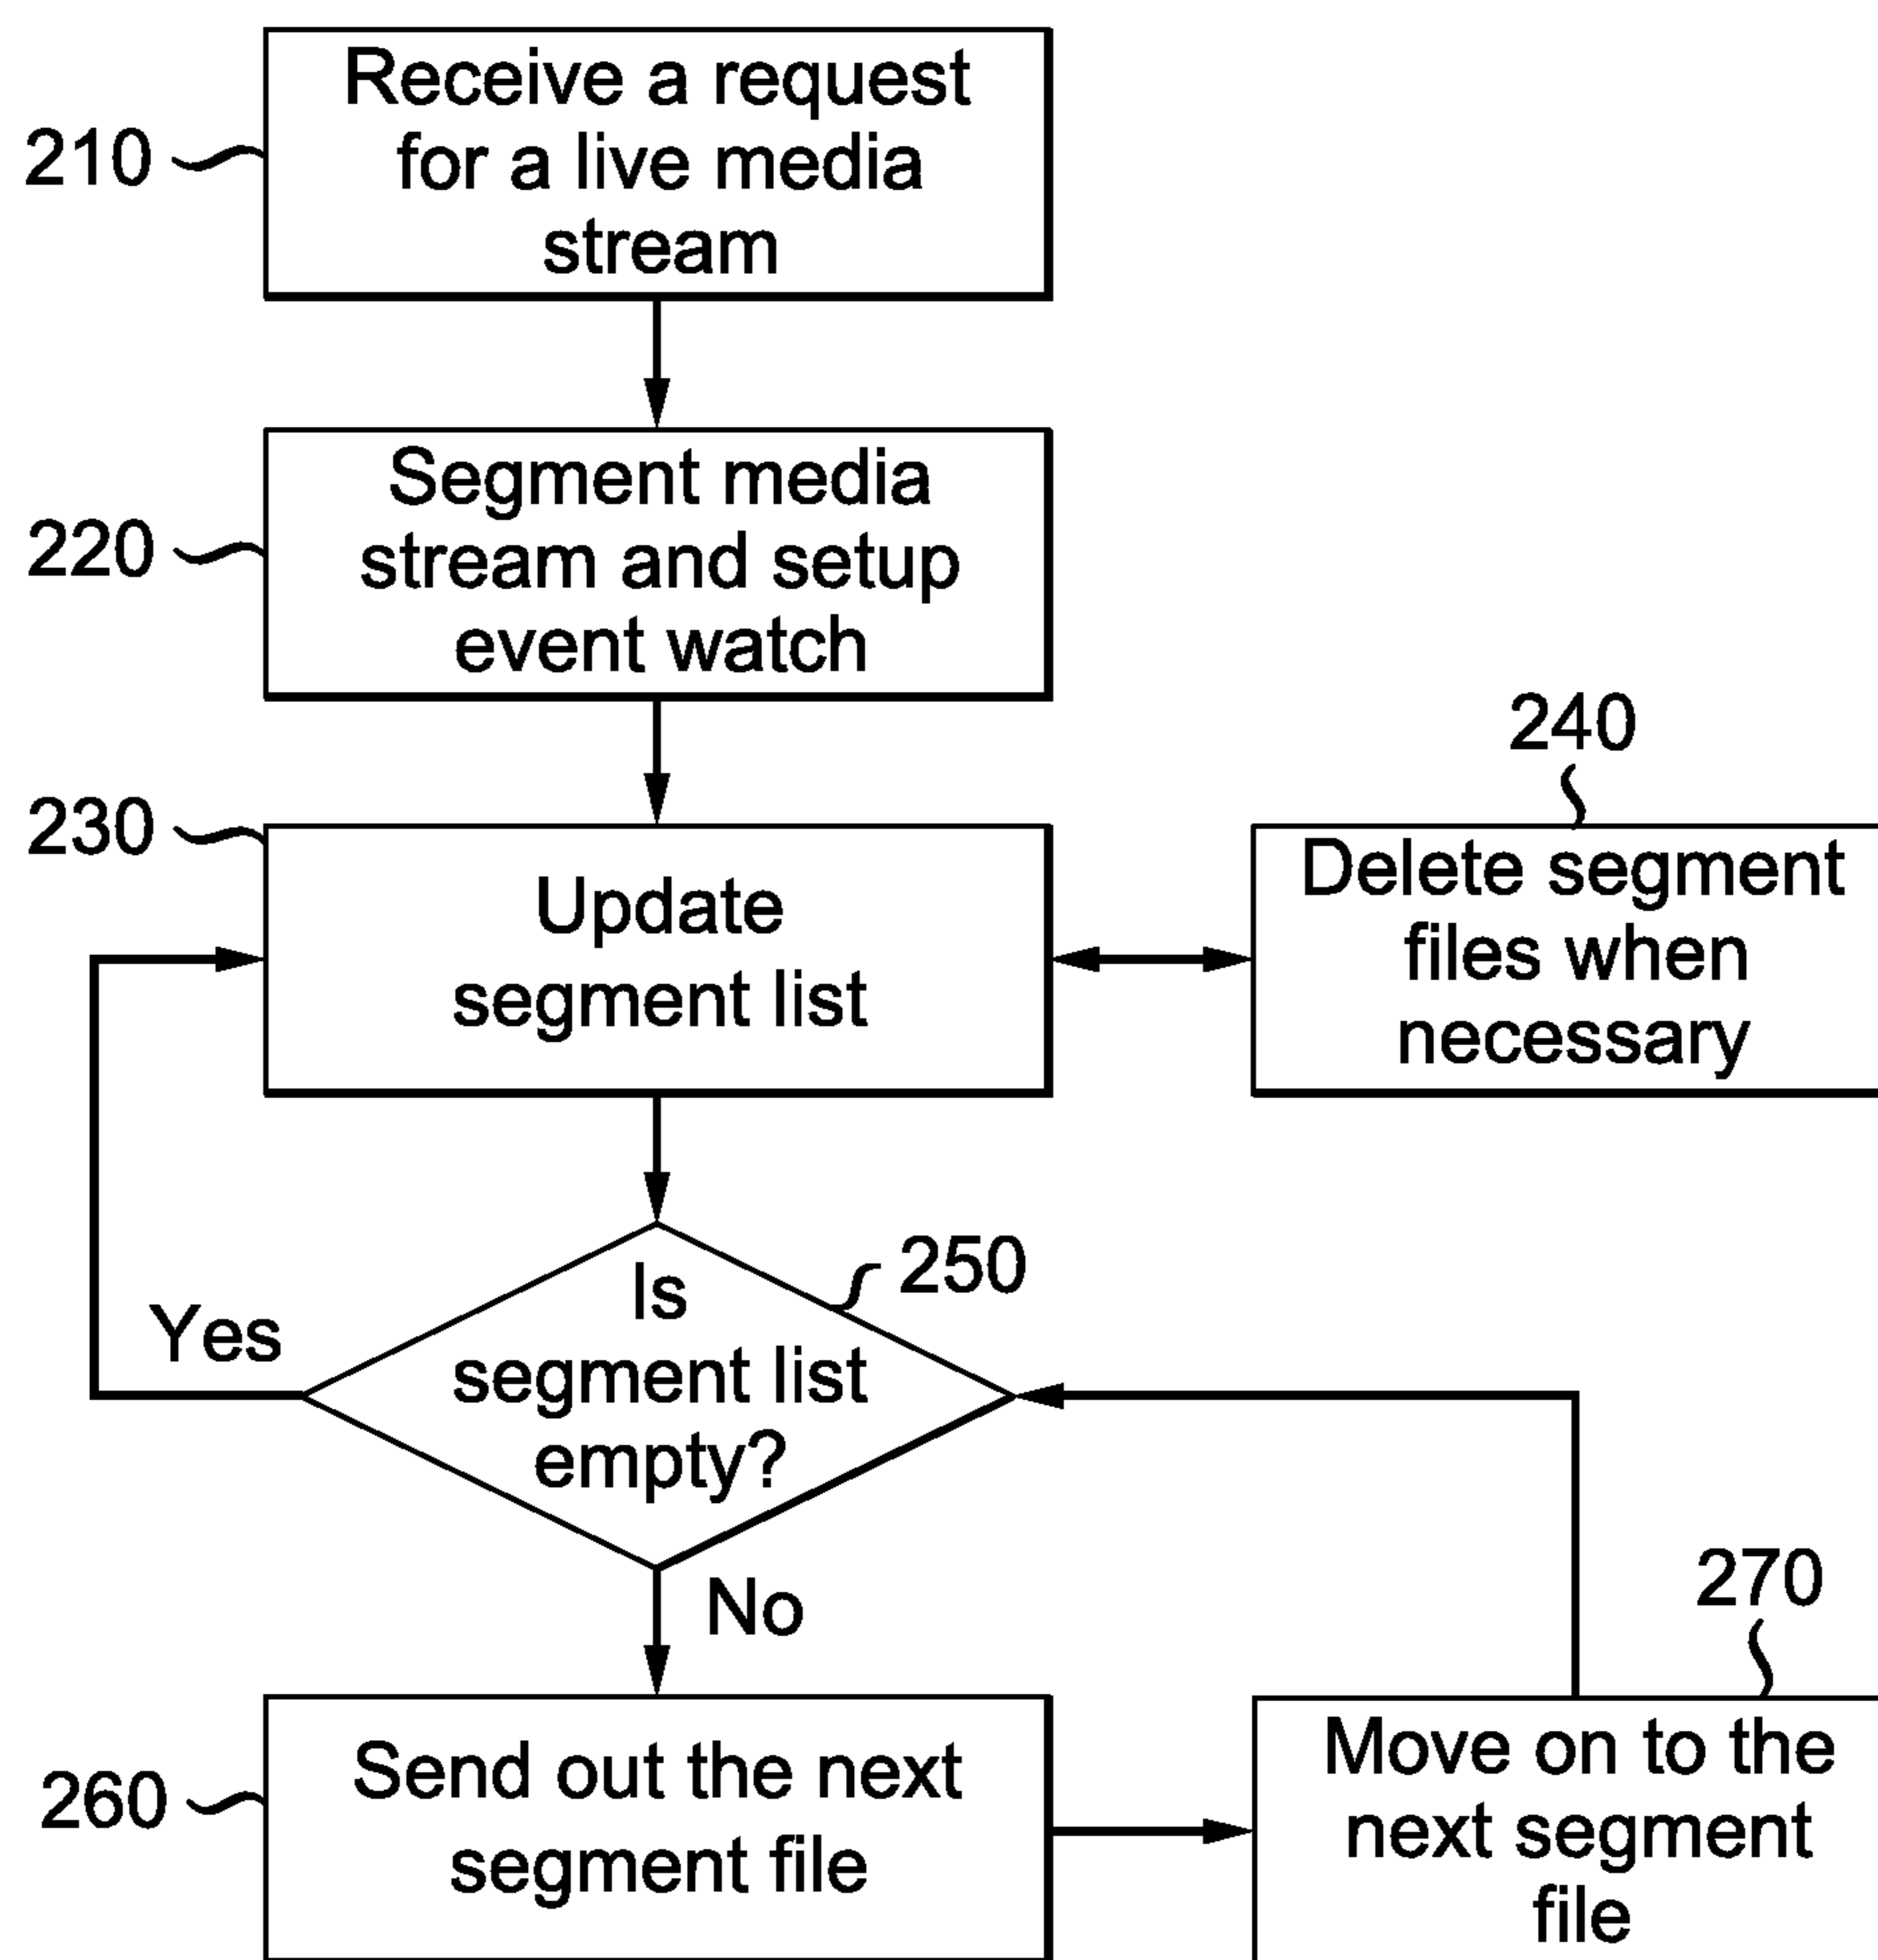 210
Receive a request
for a live media
stream
220
Segment media
stream and setup
event watch
230
Update
segment list
240
Delete segment
files when
necessary
250
Is
segment list
empty?
Yes
No
260
Send out the next
segment file
270
Move on to the
next segment
file